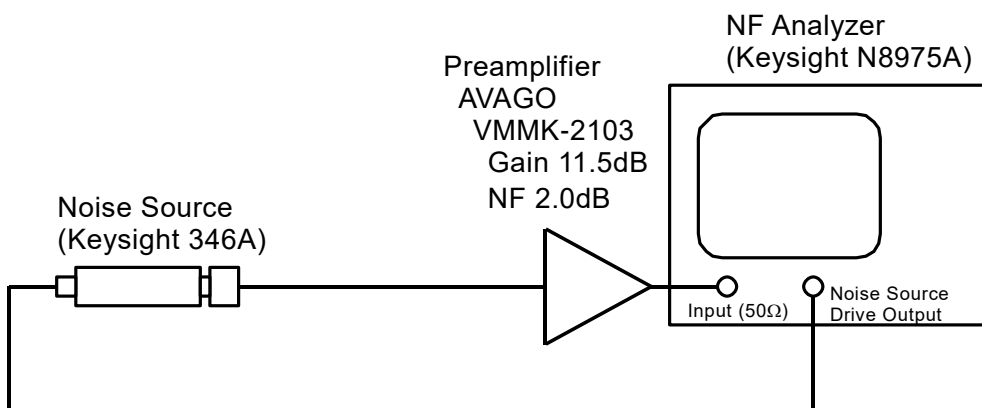 NF Analyzer
(Keysight N8975A)
Preamplifier
AVAGO
VMMK-2103
Gain 11.5dB
NF 2.0dB
Noise Source
(Keysight 346A)
Input (50Ω)
Noise Source
Drive Output